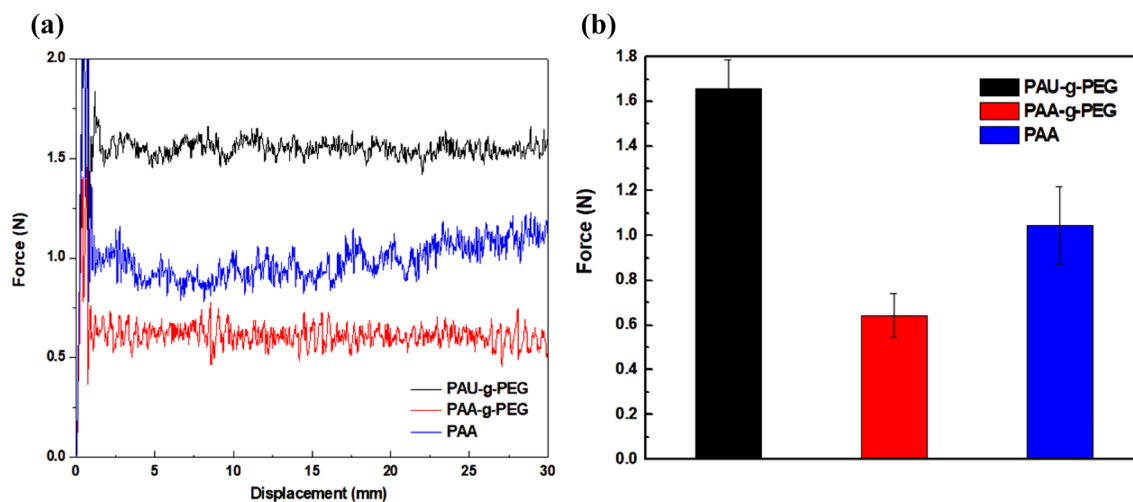 (a)
2.0
1.5
1.0
0.5
0.0
Force (N)
PAU-g-PEG
PAA-g-PEG
PAA
0 5 10 15 20 25 30
Displacement (mm)
(b)
1.8
1.6
1.4
1.2
1.0
0.8
0.6
0.4
0.2
0.0
Force (N)
PAU-g-PEG
PAA-g-PEG
PAA